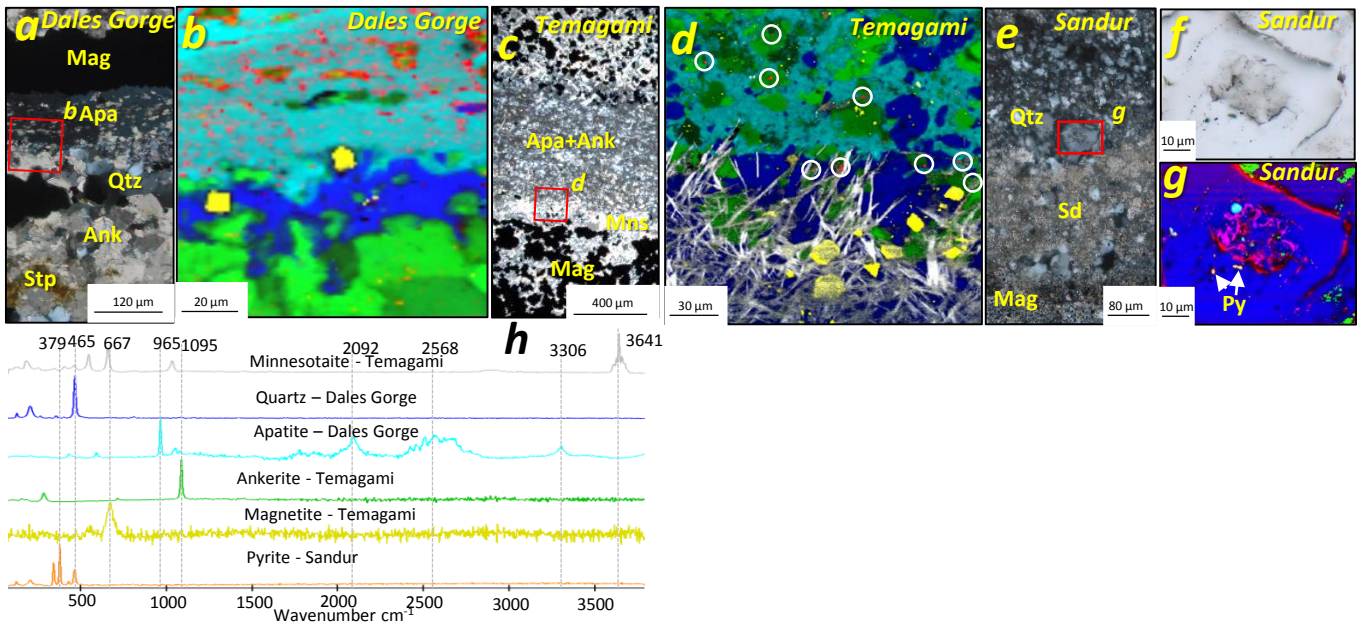 a Dales Gorge
Mag
b Apa
Qtz
Ank
Stp
120 µm
b
20 µm
c Temagami
Apa+Ank
d
Mns
Mag
400 µm
d Temagami
30 µm
e Sandur
Qtz
g
Sd
Mag
80 µm
f Sandur
10 µm
g Sandur
Py
10 µm
h
379 465 667 965 1095 2092 2568 3306 3641
Minnesotaite - Temagami
Quartz – Dales Gorge
Apatite – Dales Gorge
Ankerite - Temagami
Magnetite - Temagami
Pyrite - Sandur
500 1000 1500 2000 2500 3000 3500
Wavenumber cm-1